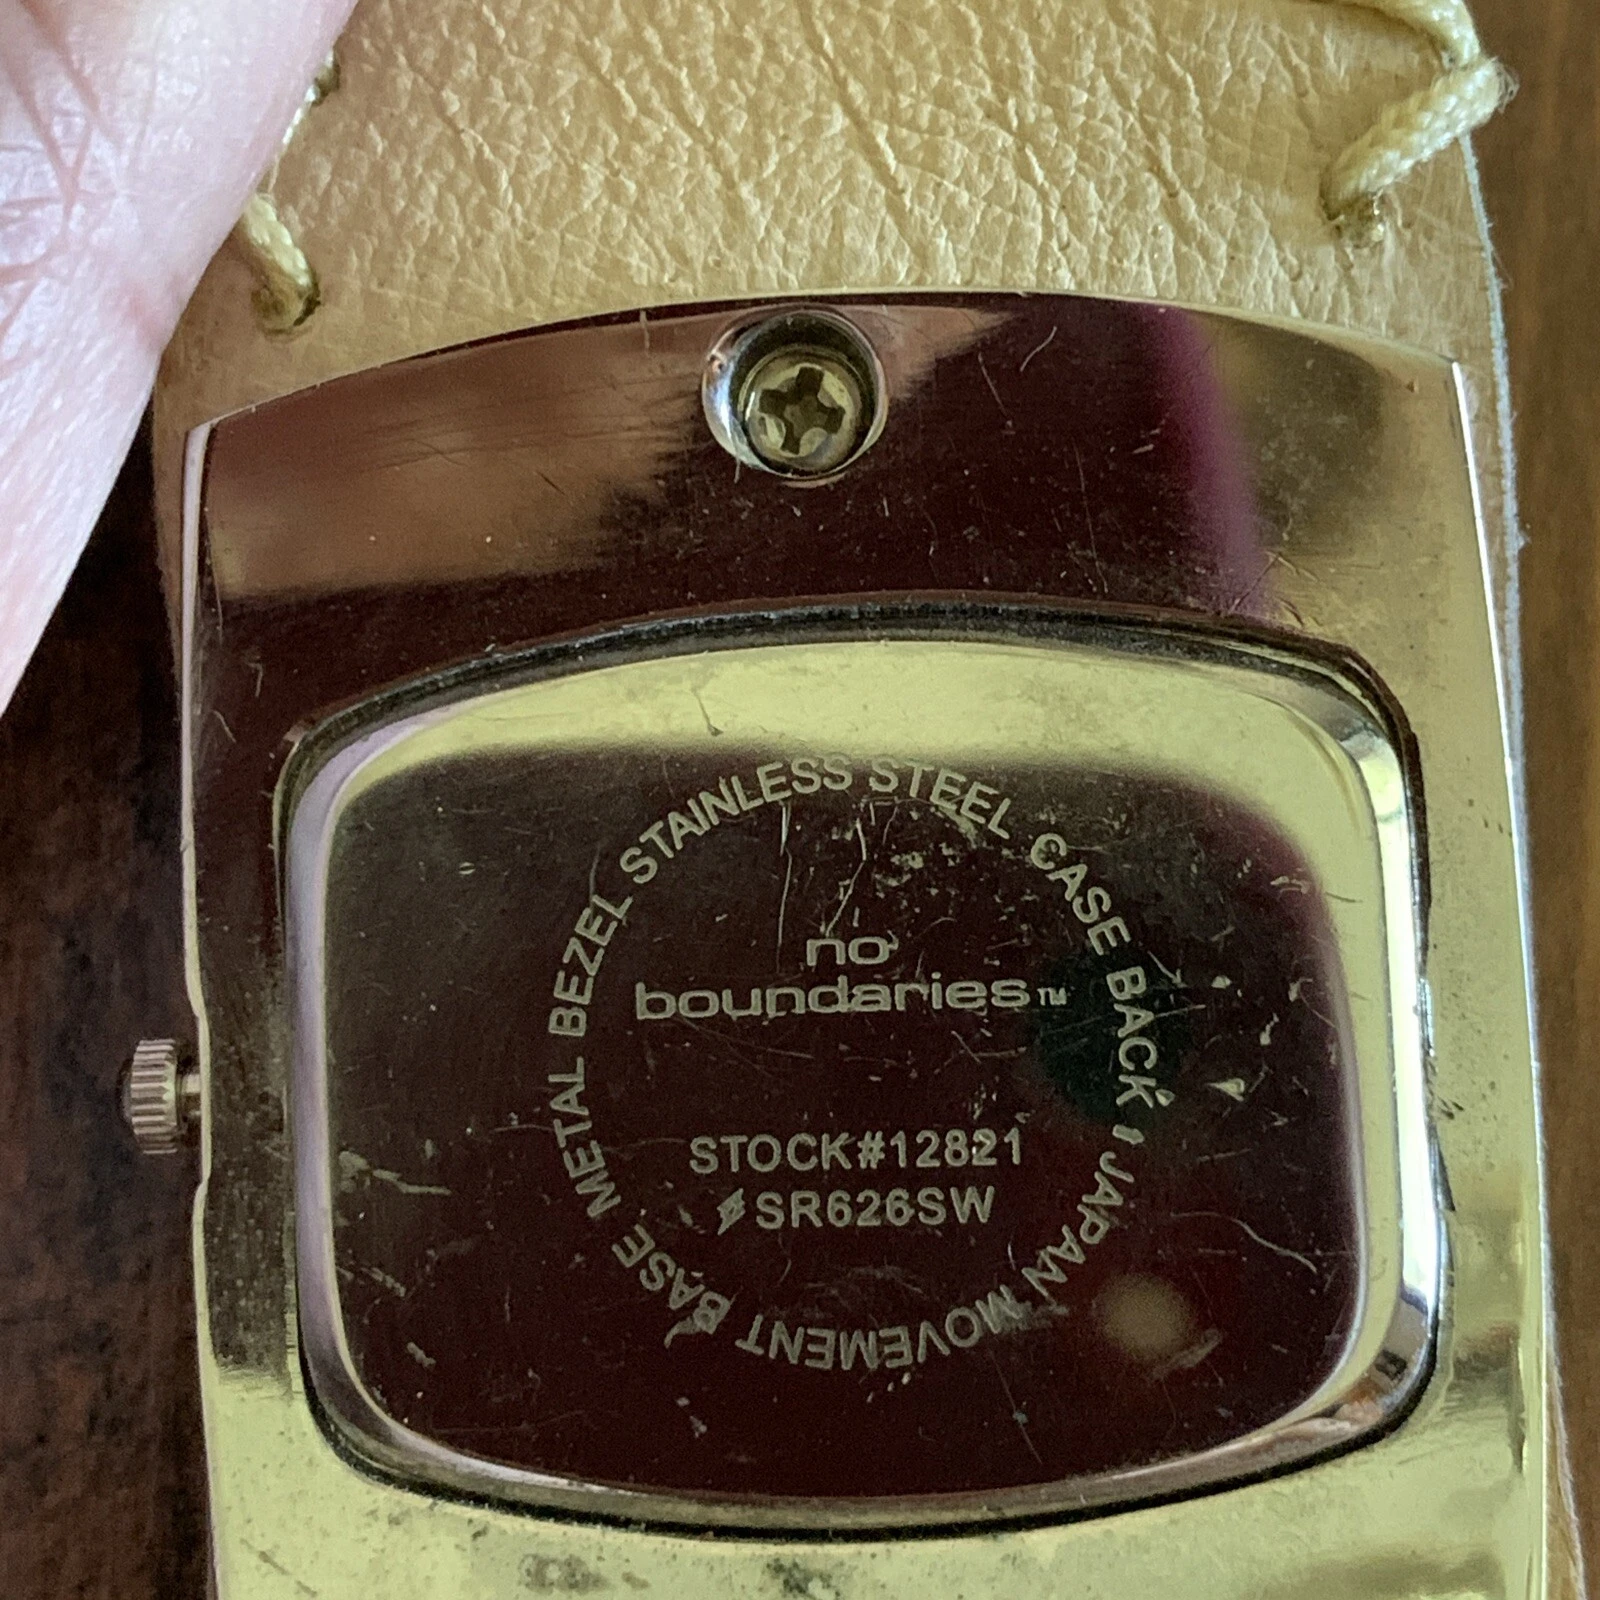 BASE METAL BEZEL STAINLESS STEEL CASE BACK JAPAN MOVEMENT
no
boundaries™
STOCK#12821
SR626SW